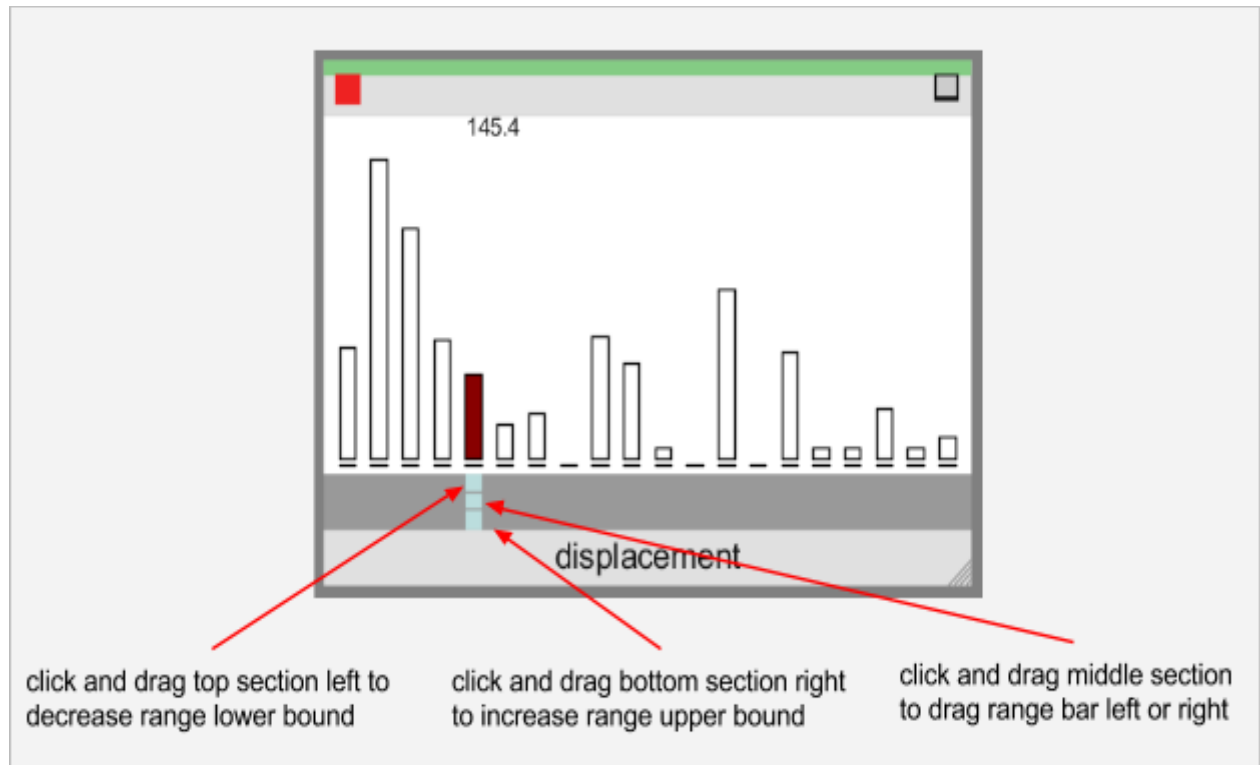 145.4
displacement
click and drag top section left to
decrease range lower bound
click and drag bottom section right
to increase range upper bound
click and drag middle section
to drag range bar left or right